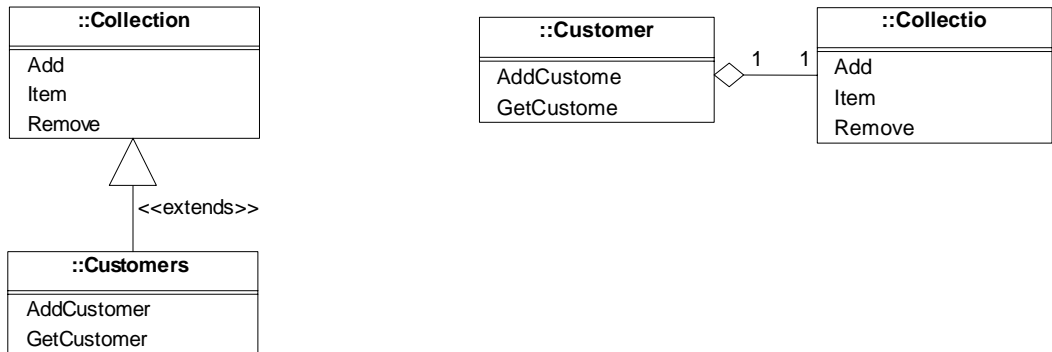 ::Collection
Add
Item
Remove
<<extends>>
::Customers
AddCustomer
GetCustomer
::Customer
AddCustome
GetCustome
1 1
::Collectio
Add
Item
Remove